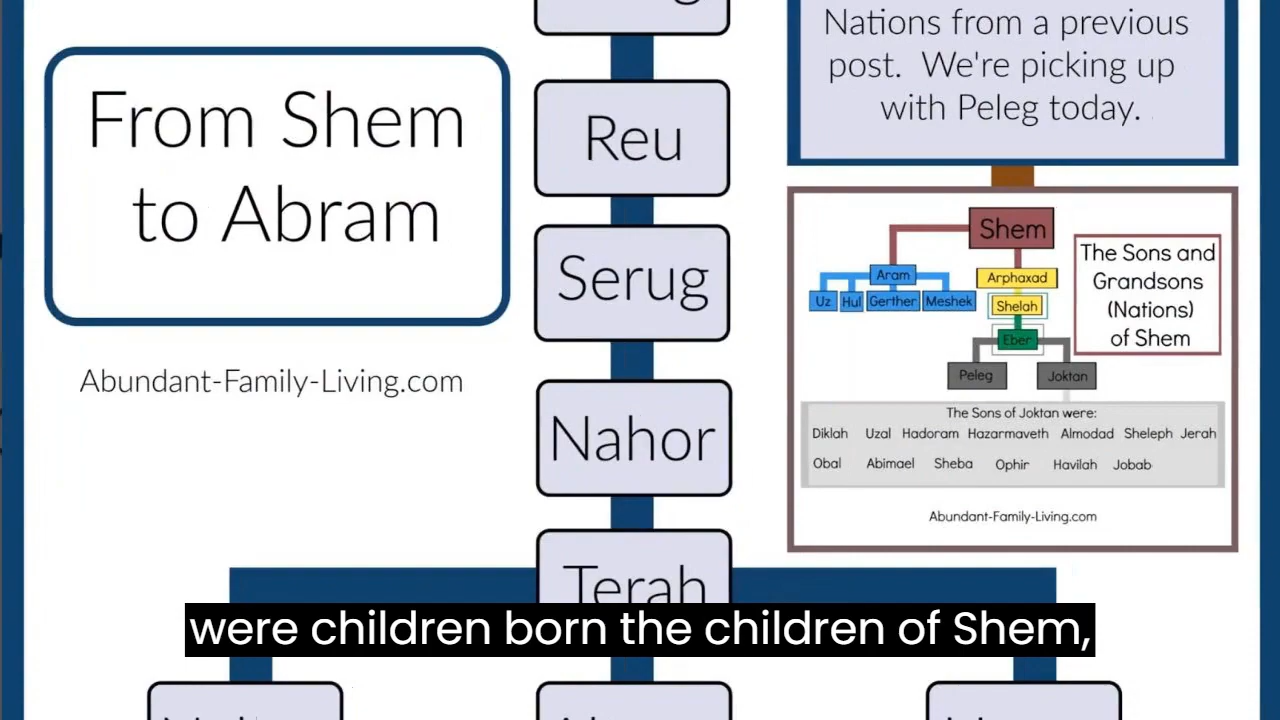 From Shem
to Abram
Abundant-Family-Living.com
Reu
Serug
Nahor
Terah
Nations from a previous
post. We're picking up
with Peleg today.
Shem
Aram
Arphaxad
Uz Hul Gerther Meshek
Shelah
Eber
Peleg Joktan
The Sons and
Grandsons
(Nations)
of Shem
The Sons of Joktan were:
Diklah Uzal Hadoram Hazarmaveth Almodad Sheleph Jerah
Obal Abimael Sheba Ophir Havilah Jobab
Abundant-Family-Living.com
were children born the children of Shem,